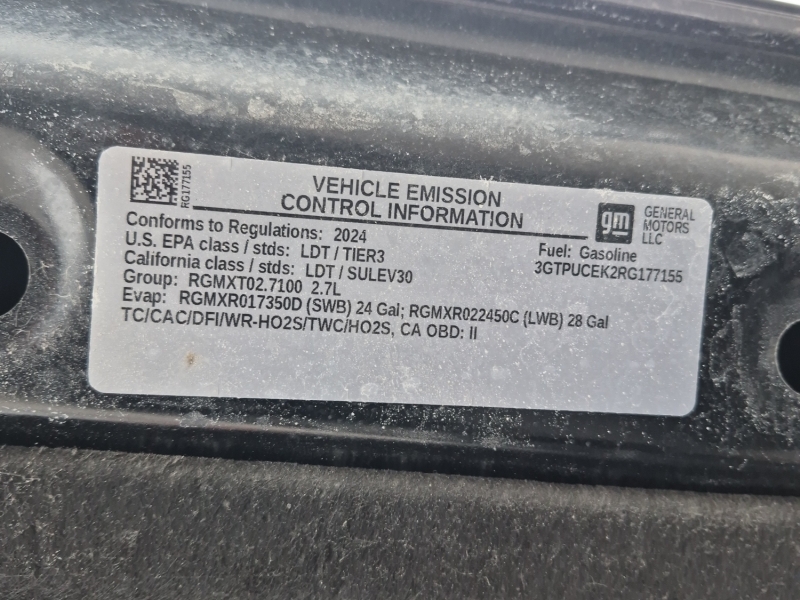 RG177155
VEHICLE EMISSION
CONTROL INFORMATION
gm
GENERAL
MOTORS
LLC
Conforms to Regulations: 2024
Fuel: Gasoline
U.S. EPA class / stds: LDT / TIER3
3GTPUCEK2RG177155
California class / stds: LDT / SULEV30
Group: RGMXT02.7100 2.7L
Evap: RGMXR017350D (SWB) 24 Gal; RGMXR022450C (LWB) 28 Gal
TC/CAC/DFI/WR-HO2S/TWC/HO2S, CA OBD: II